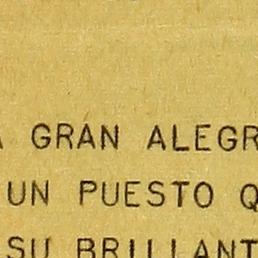 GRAN ALEGR
UN PUESTO Q
SU BRILLANT